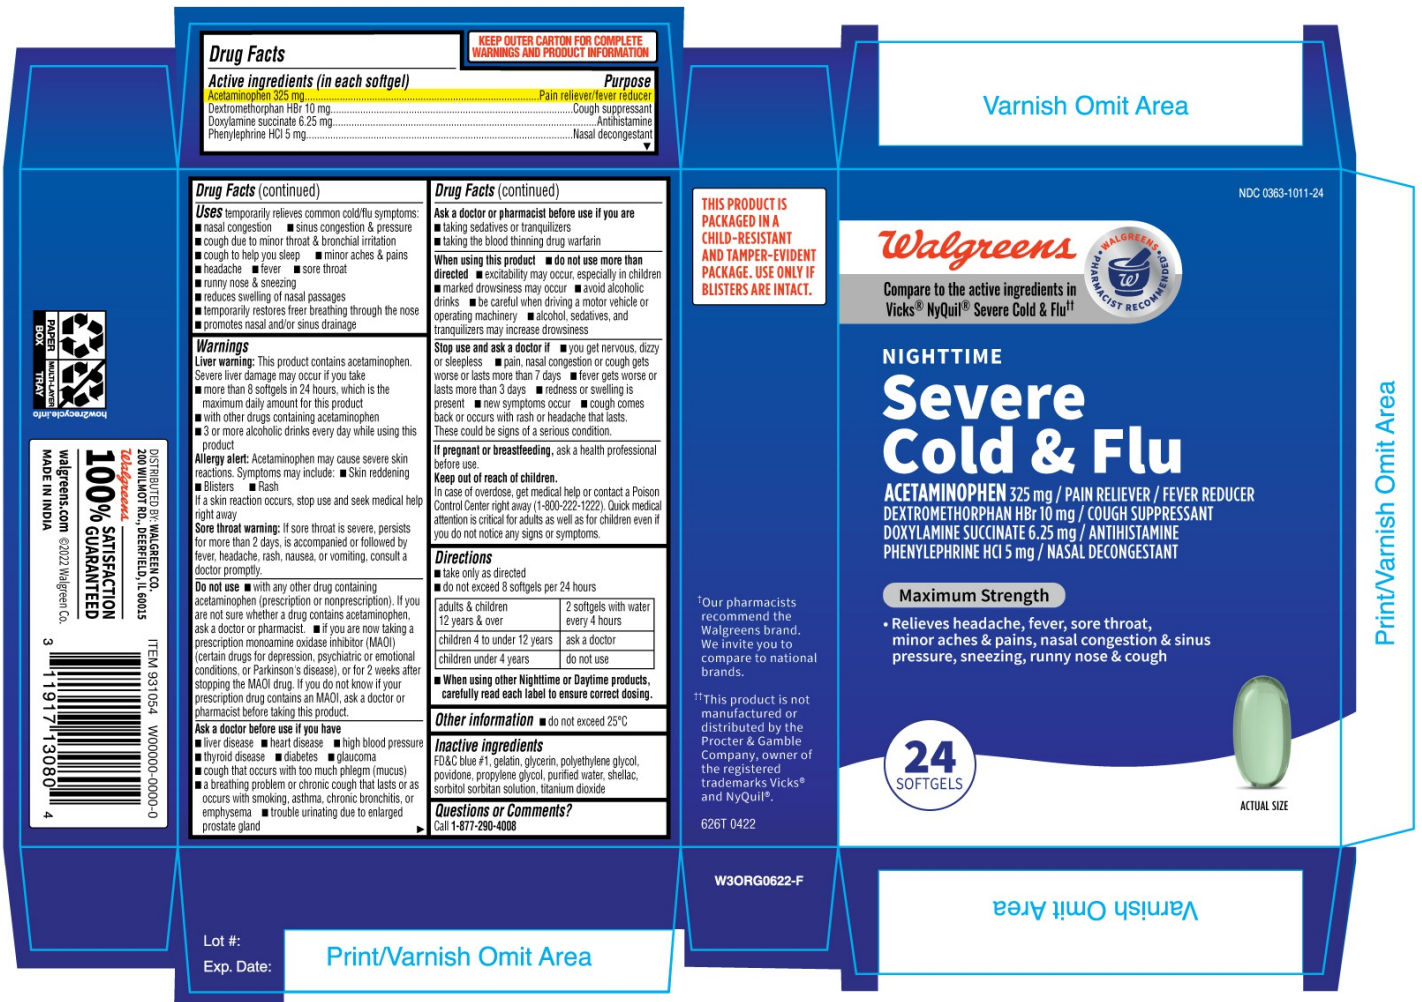 Drug Facts
KEEP OUTER CARTON FOR COMPLETE
WARNINGS AND PRODUCT INFORMATION
Active ingredients (in each softgel) Purpose
Acetaminophen 325 mg Pain reliever/fever reducer
Dextromethorphan HBr 10 mg Cough suppressant
Doxylamine succinate 6.25 mg Antihistamine
Phenylephrine HCl 5 mg Nasal decongestant
▼
Drug Facts (continued)
Uses temporarily relieves common cold/flu symptoms:
■ nasal congestion ■ sinus congestion & pressure
■ cough due to minor throat & bronchial irritation
■ cough to help you sleep ■ minor aches & pains
■ headache ■ fever ■ sore throat
■ runny nose & sneezing
■ reduces swelling of nasal passages
■ temporarily restores freer breathing through the nose
■ promotes nasal and/or sinus drainage
Warnings
Liver warning: This product contains acetaminophen.
Severe liver damage may occur if you take
■ more than 8 softgels in 24 hours, which is the
maximum daily amount for this product
■ with other drugs containing acetaminophen
■ 3 or more alcoholic drinks every day while using this
product
Allergy alert: Acetaminophen may cause severe skin
reactions. Symptoms may include: ■ Skin reddening
■ Blisters ■ Rash
If a skin reaction occurs, stop use and seek medical help
right away
Sore throat warning: If sore throat is severe, persists
for more than 2 days, is accompanied or followed by
fever, headache, rash, nausea, or vomiting, consult a
doctor promptly.
Do not use ■ with any other drug containing
acetaminophen (prescription or nonprescription). If you
are not sure whether a drug contains acetaminophen,
ask a doctor or pharmacist. ■ if you are now taking a
prescription monoamine oxidase inhibitor (MAOI)
(certain drugs for depression, psychiatric or emotional
conditions, or Parkinson's disease), or for 2 weeks after
stopping the MAOI drug. If you do not know if your
prescription drug contains an MAOI, ask a doctor or
pharmacist before taking this product.
Ask a doctor before use if you have
■ liver disease ■ heart disease ■ high blood pressure
■ thyroid disease ■ diabetes ■ glaucoma
■ cough that occurs with too much phlegm (mucus)
■ a breathing problem or chronic cough that lasts or as
occurs with smoking, asthma, chronic bronchitis, or
emphysema ■ trouble urinating due to enlarged
prostate gland ▶
Drug Facts (continued)
Ask a doctor or pharmacist before use if you are
■ taking sedatives or tranquilizers
■ taking the blood thinning drug warfarin
When using this product ■ do not use more than
directed ■ excitability may occur, especially in children
■ marked drowsiness may occur ■ avoid alcoholic
drinks ■ be careful when driving a motor vehicle or
operating machinery ■ alcohol, sedatives, and
tranquilizers may increase drowsiness
Stop use and ask a doctor if ■ you get nervous, dizzy
or sleepless ■ pain, nasal congestion or cough gets
worse or lasts more than 7 days ■ fever gets worse or
lasts more than 3 days ■ redness or swelling is
present ■ new symptoms occur ■ cough comes
back or occurs with rash or headache that lasts.
These could be signs of a serious condition.
If pregnant or breastfeeding, ask a health professional
before use.
Keep out of reach of children.
In case of overdose, get medical help or contact a Poison
Control Center right away (1-800-222-1222). Quick medical
attention is critical for adults as well as for children even if
you do not notice any signs or symptoms.
Directions
■ take only as directed
■ do not exceed 8 softgels per 24 hours
adults & children 2 softgels with water
12 years & over every 4 hours
children 4 to under 12 years ask a doctor
children under 4 years do not use
■ When using other Nighttime or Daytime products,
carefully read each label to ensure correct dosing.
Other information ■ do not exceed 25°C
Inactive ingredients
FD&C blue #1, gelatin, glycerin, polyethylene glycol,
povidone, propylene glycol, purified water, shellac,
sorbitol sorbitan solution, titanium dioxide
Questions or Comments?
Call 1-877-290-4008
PAPER BOX
MULTI-LAYER TRAY
how2recycle.info
DISTRIBUTED BY: WALGREEN CO.
200 WILMOT RD., DEERFIELD, IL 60015
Walgreens
100% SATISFACTION
GUARANTEED
walgreens.com ©2022 Walgreen Co.
MADE IN INDIA
ITEM 931054 W00000-0000-0
3 11917 13080 4
THIS PRODUCT IS
PACKAGED IN A
CHILD-RESISTANT
AND TAMPER-EVIDENT
PACKAGE. USE ONLY IF
BLISTERS ARE INTACT.
†Our pharmacists
recommend the
Walgreens brand.
We invite you to
compare to national
brands.
††This product is not
manufactured or
distributed by the
Procter & Gamble
Company, owner of
the registered
trademarks Vicks®
and NyQuil®.
626T 0422
W3ORG0622-F
Varnish Omit Area
NDC 0363-1011-24
Walgreens
WALGREENS PHARMACIST RECOMMENDED
Compare to the active ingredients in
Vicks® NyQuil® Severe Cold & Flu††
NIGHTTIME
Severe
Cold & Flu
ACETAMINOPHEN 325 mg / PAIN RELIEVER / FEVER REDUCER
DEXTROMETHORPHAN HBr 10 mg / COUGH SUPPRESSANT
DOXYLAMINE SUCCINATE 6.25 mg / ANTIHISTAMINE
PHENYLEPHRINE HCl 5 mg / NASAL DECONGESTANT
Maximum Strength
• Relieves headache, fever, sore throat,
minor aches & pains, nasal congestion & sinus
pressure, sneezing, runny nose & cough
24
SOFTGELS
ACTUAL SIZE
Print/Varnish Omit Area
Varnish Omit Area
Lot #:
Exp. Date:
Print/Varnish Omit Area